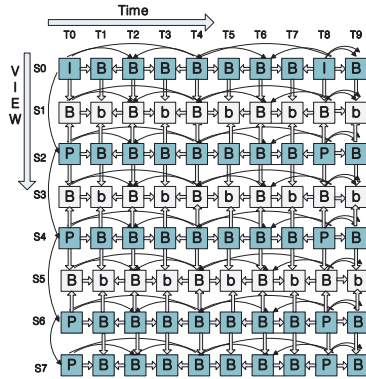 Time
T0 T1 T2 T3 T4 T5 T6 T7 T8 T9
VIEW
S0 I B B B B B B B I B
S1 B b B b B b B b B b
S2 P B B B B B B B P B
S3 B b B b B b B b B b
S4 P B B B B B B B P B
S5 B b B b B b B b B b
S6 P B B B B B B B P B
S7 P B B B B B B B P B